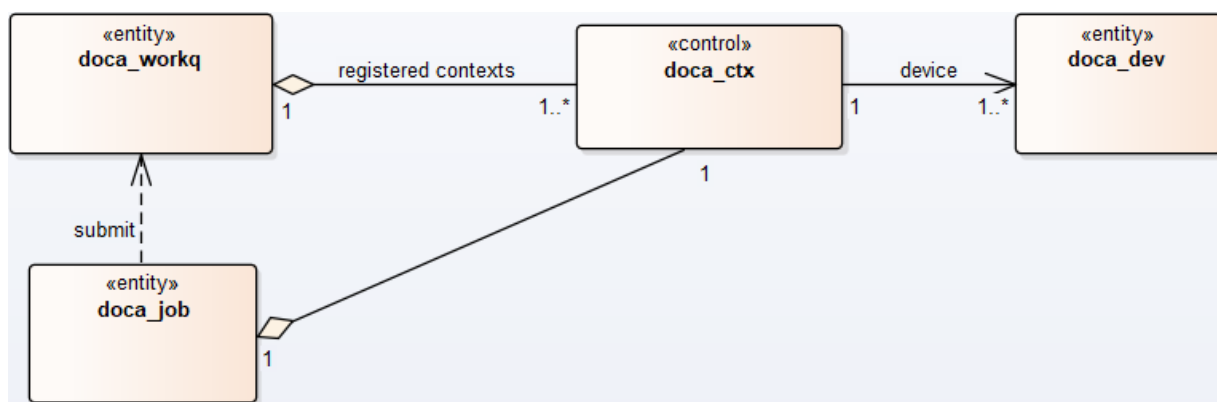 «entity»
doca_workq
registered contexts
1
1..*
«control»
doca_ctx
device
1
1..*
«entity»
doca_dev
1
submit
«entity»
doca_job
1